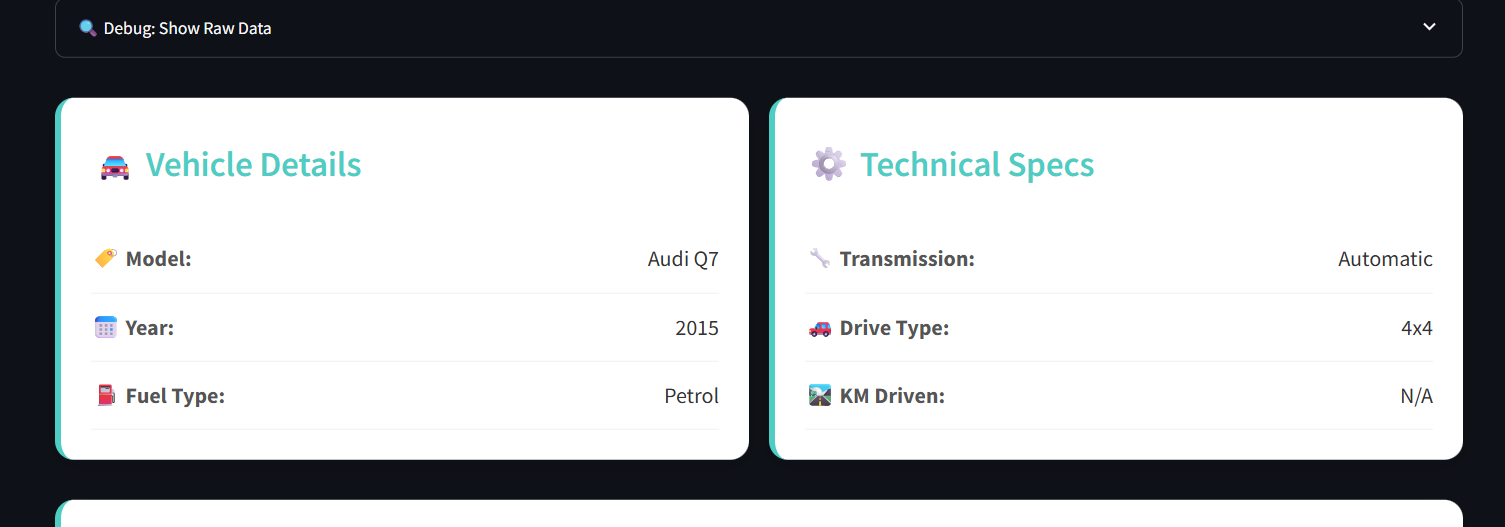 Debug: Show Raw Data
Vehicle Details
Model: Audi Q7
Year: 2015
Fuel Type: Petrol
Technical Specs
Transmission: Automatic
Drive Type: 4x4
KM Driven: N/A